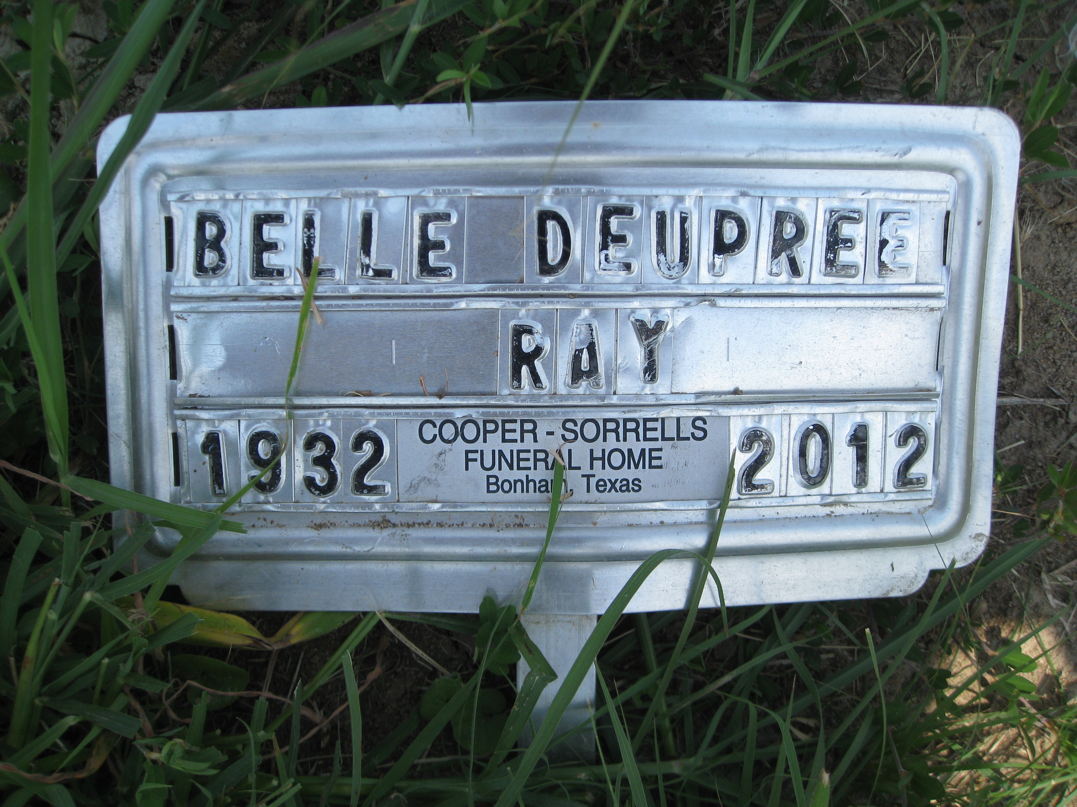 BELLE DEUPREE
RAY
1932 COOPER-SORRELLS 2012
FUNERAL HOME
Bonham, Texas